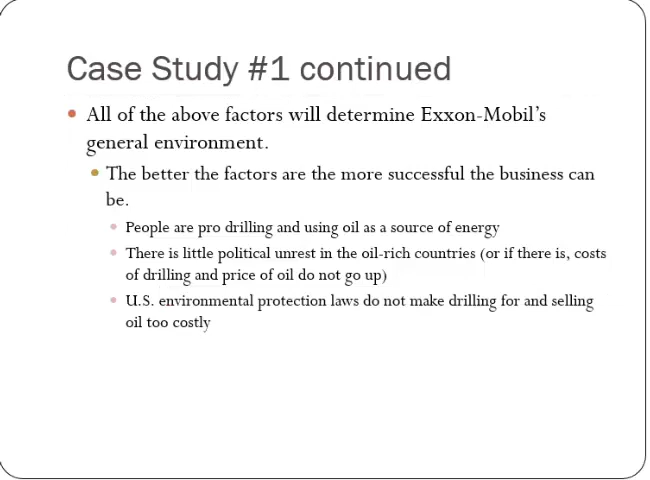 Case Study #1 continued
All of the above factors will determine Exxon-Mobil's
general environment.
The better the factors are the more successful the business can
be.
People are pro drilling and using oil as a source of energy
There is little political unrest in the oil-rich countries (or if there is, costs
of drilling and price of oil do not go up)
U.S. environmental protection laws do not make drilling for and selling
oil too costly